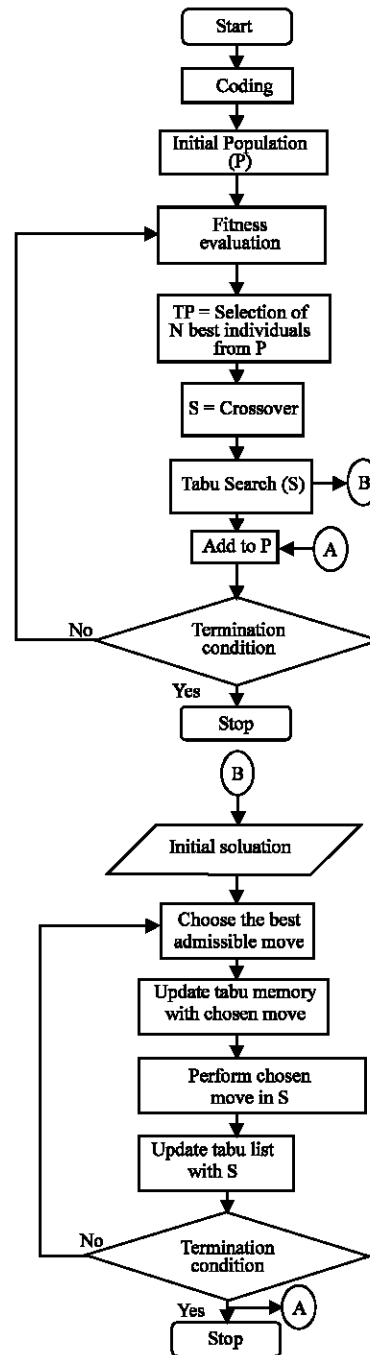 Start
Coding
Initial Population
(P)
Fitness
evaluation
TP = Selection of
N best individuals
from P
S = Crossover
Tabu Search (S)
B
Add to P
A
No
Termination
condition
Yes
Stop
B
Initial soluation
Choose the best
admissible move
Update tabu memory
with chosen move
Perform chosen
move in S
Update tabu list
with S
No
Termination
condition
Yes
A
Stop